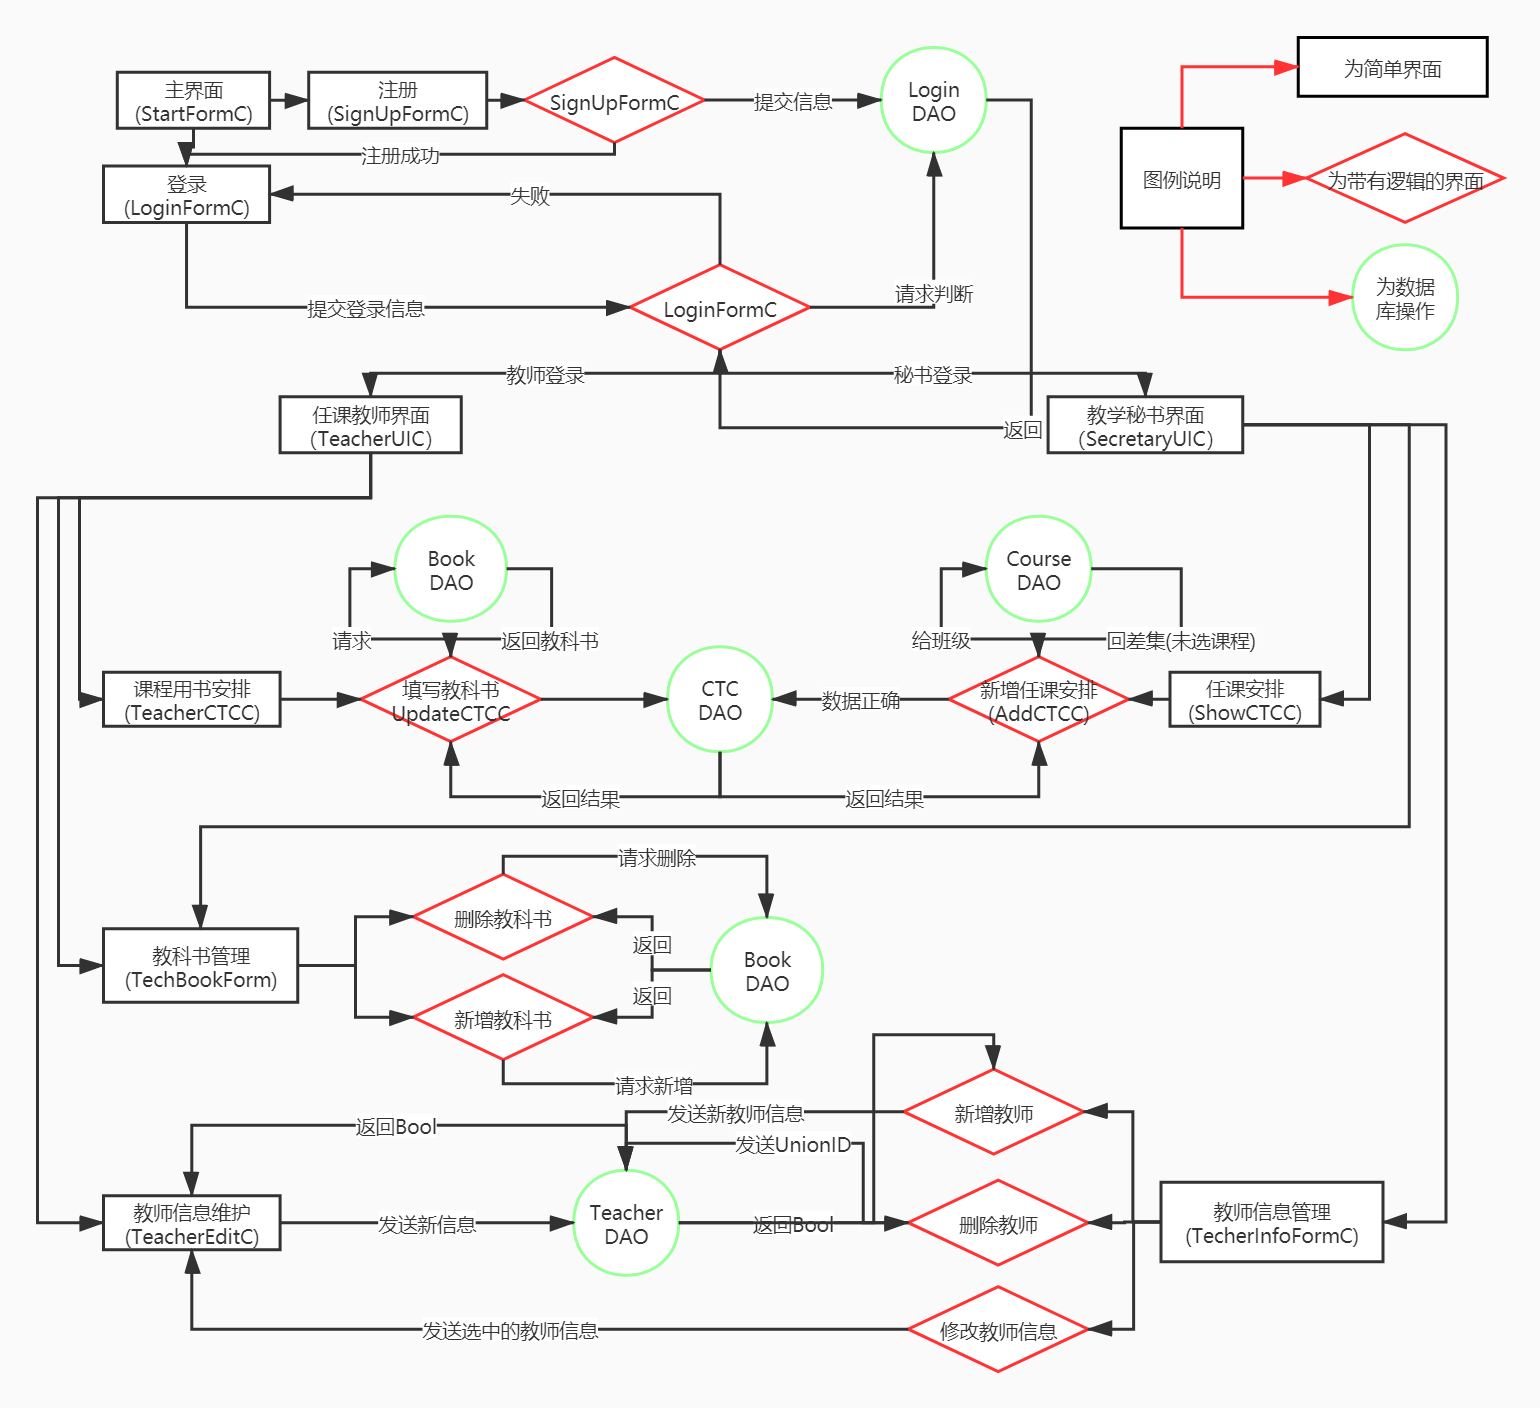 主界面
(StartFormC)
注册
(SignUpFormC)
SignUpFormC
提交信息
Login
DAO
为简单界面
图例说明
为带有逻辑的界面
为数据
库操作
注册成功
登录
(LoginFormC)
失败
提交登录信息
LoginFormC
请求判断
教师登录
秘书登录
任课教师界面
(TeacherUIC)
返回
教学秘书界面
(SecretaryUIC)
Book
DAO
请求
返回教科书
Course
DAO
给班级
回差集(未选课程)
课程用书安排
(TeacherCTCC)
填写教科书
UpdateCTCC
CTC
DAO
数据正确
新增任课安排
(AddCTCC)
任课安排
(ShowCTCC)
返回结果
返回结果
请求删除
删除教科书
教科书管理
(TechBookForm)
返回
返回
Book
DAO
新增教科书
请求新增
发送新教师信息
新增教师
返回Bool
发送UnionID
教师信息维护
(TeacherEditC)
发送新信息
Teacher
DAO
返回Bool
删除教师
教师信息管理
(TecherInfoFormC)
发送选中的教师信息
修改教师信息